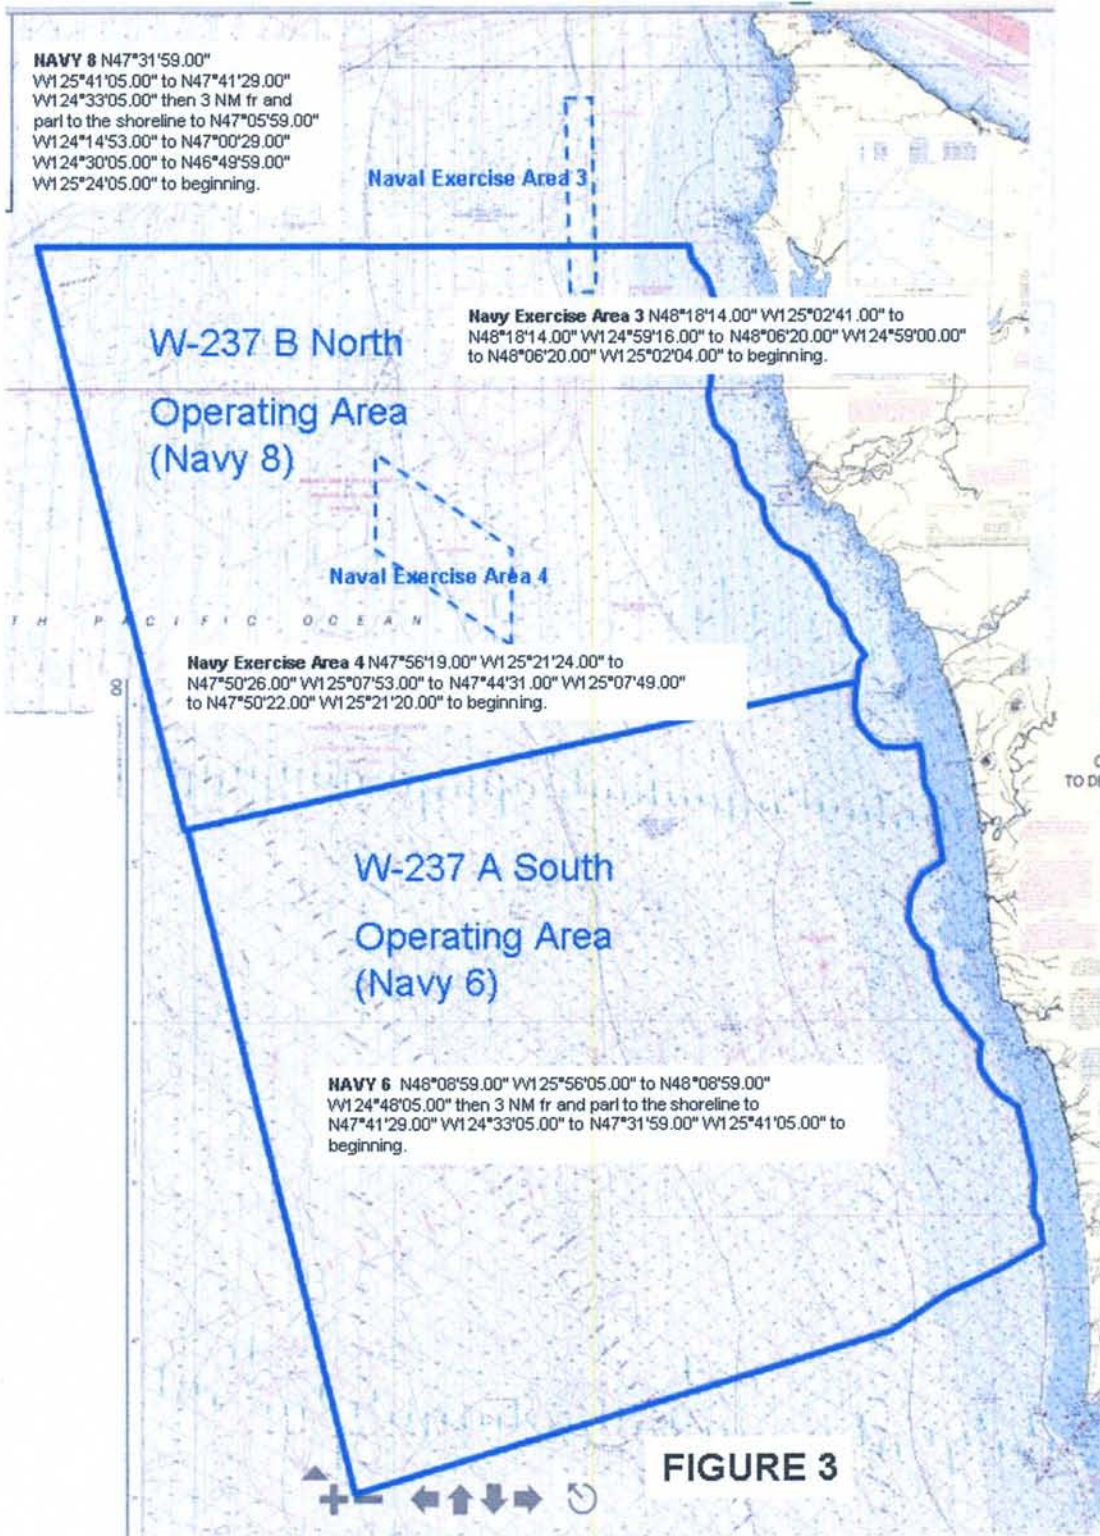 NAVY 8 N47°31'59.00"
W125°41'05.00" to N47°41'29.00"
W124°33'05.00" then 3 NM fr and
parl to the shoreline to N47°05'59.00"
W124°14'53.00" to N47°00'29.00"
W124°30'05.00" to N46°49'59.00"
W125°24'05.00" to beginning.
Naval Exercise Area 3
W-237 B North
Operating Area
(Navy 8)
Navy Exercise Area 3 N48°18'14.00" W125°02'41.00" to
N48°18'14.00" W124°59'16.00" to N48°06'20.00" W124°59'00.00"
to N48°06'20.00" W125°02'04.00" to beginning.
Naval Exercise Area 4
TH PACIFIC OCEAN
Navy Exercise Area 4 N47°56'19.00" W125°21'24.00" to
N47°50'26.00" W125°07'53.00" to N47°44'31.00" W125°07'49.00"
to N47°50'22.00" W125°21'20.00" to beginning.
TO DE
W-237 A South
Operating Area
(Navy 6)
NAVY 6 N48°08'59.00" W125°56'05.00" to N48°08'59.00"
W124°48'05.00" then 3 NM fr and parl to the shoreline to
N47°41'29.00" W124°33'05.00" to N47°31'59.00" W125°41'05.00" to
beginning.
FIGURE 3